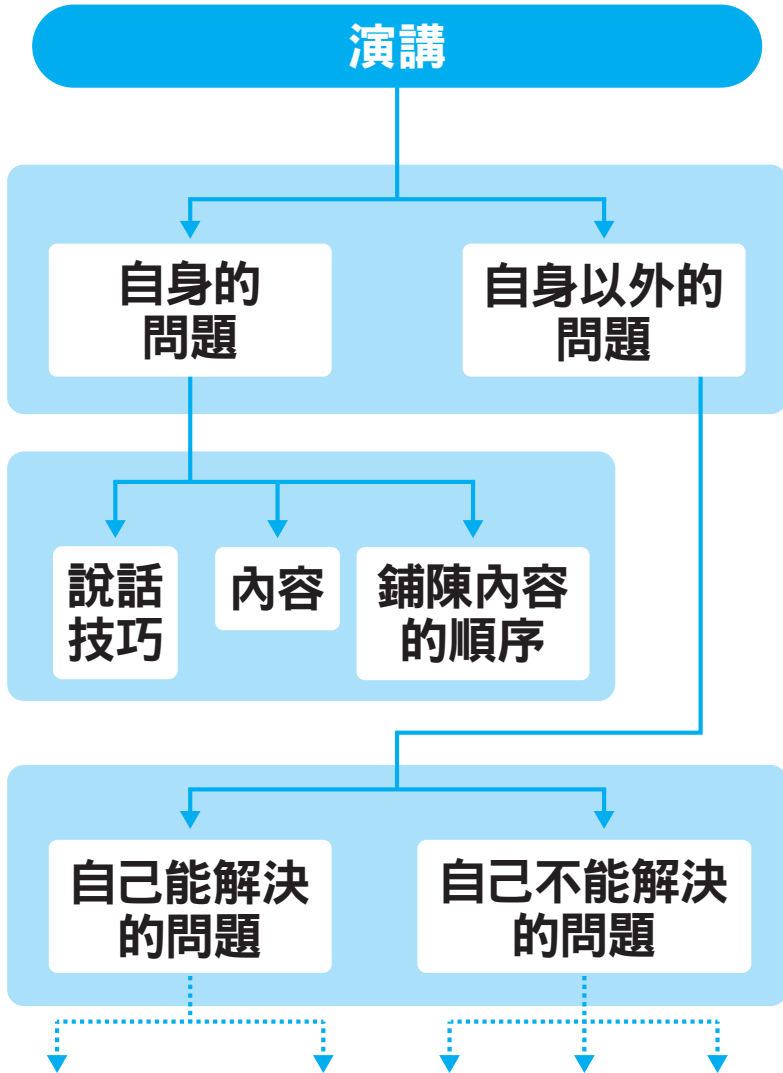 演講
自身的
問題
自身以外的
問題
說話
技巧
內容
鋪陳內容
的順序
自己能解決
的問題
自己不能解決
的問題